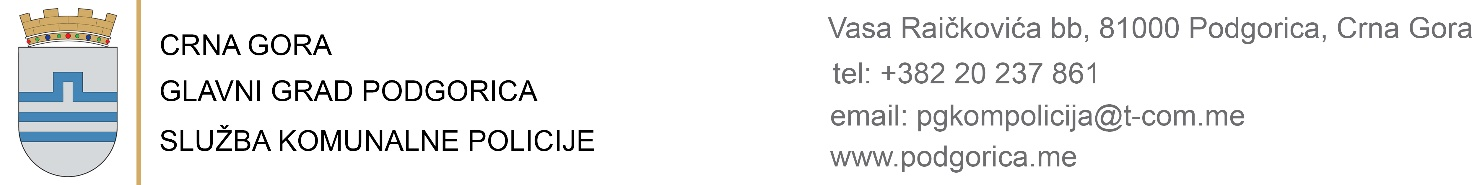 CRNA GORA
GLAVNI GRAD PODGORICA
SLUŽBA KOMUNALNE POLICIJE
Vasa Raičkovića bb, 81000 Podgorica, Crna Gora
tel: +382 20 237 861
email: pgkompolicija@t-com.me
www.podgorica.me